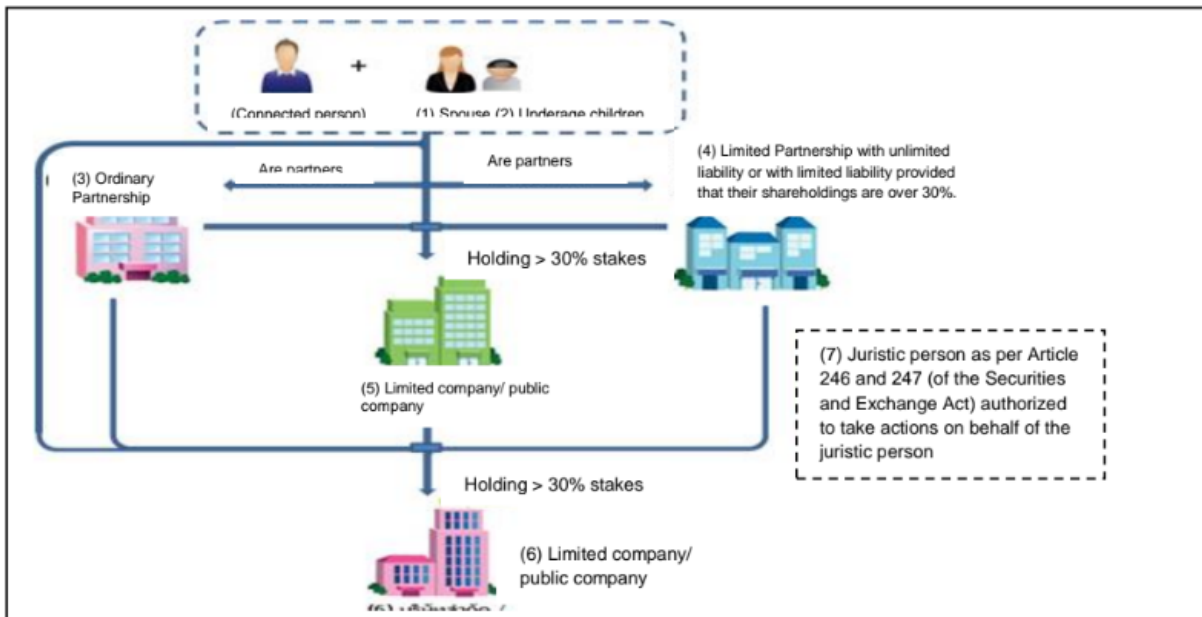 +
(Connected person)
(1) Spouse (2) Underage children
Are partners
Are partners
(3) Ordinary
Partnership
(4) Limited Partnership with unlimited
liability or with limited liability provided
that their shareholdings are over 30%.
Holding > 30% stakes
(5) Limited company/ public
company
(7) Juristic person as per Article
246 and 247 (of the Securities
and Exchange Act) authorized
to take actions on behalf of the
juristic person
Holding > 30% stakes
(6) Limited company/
public company